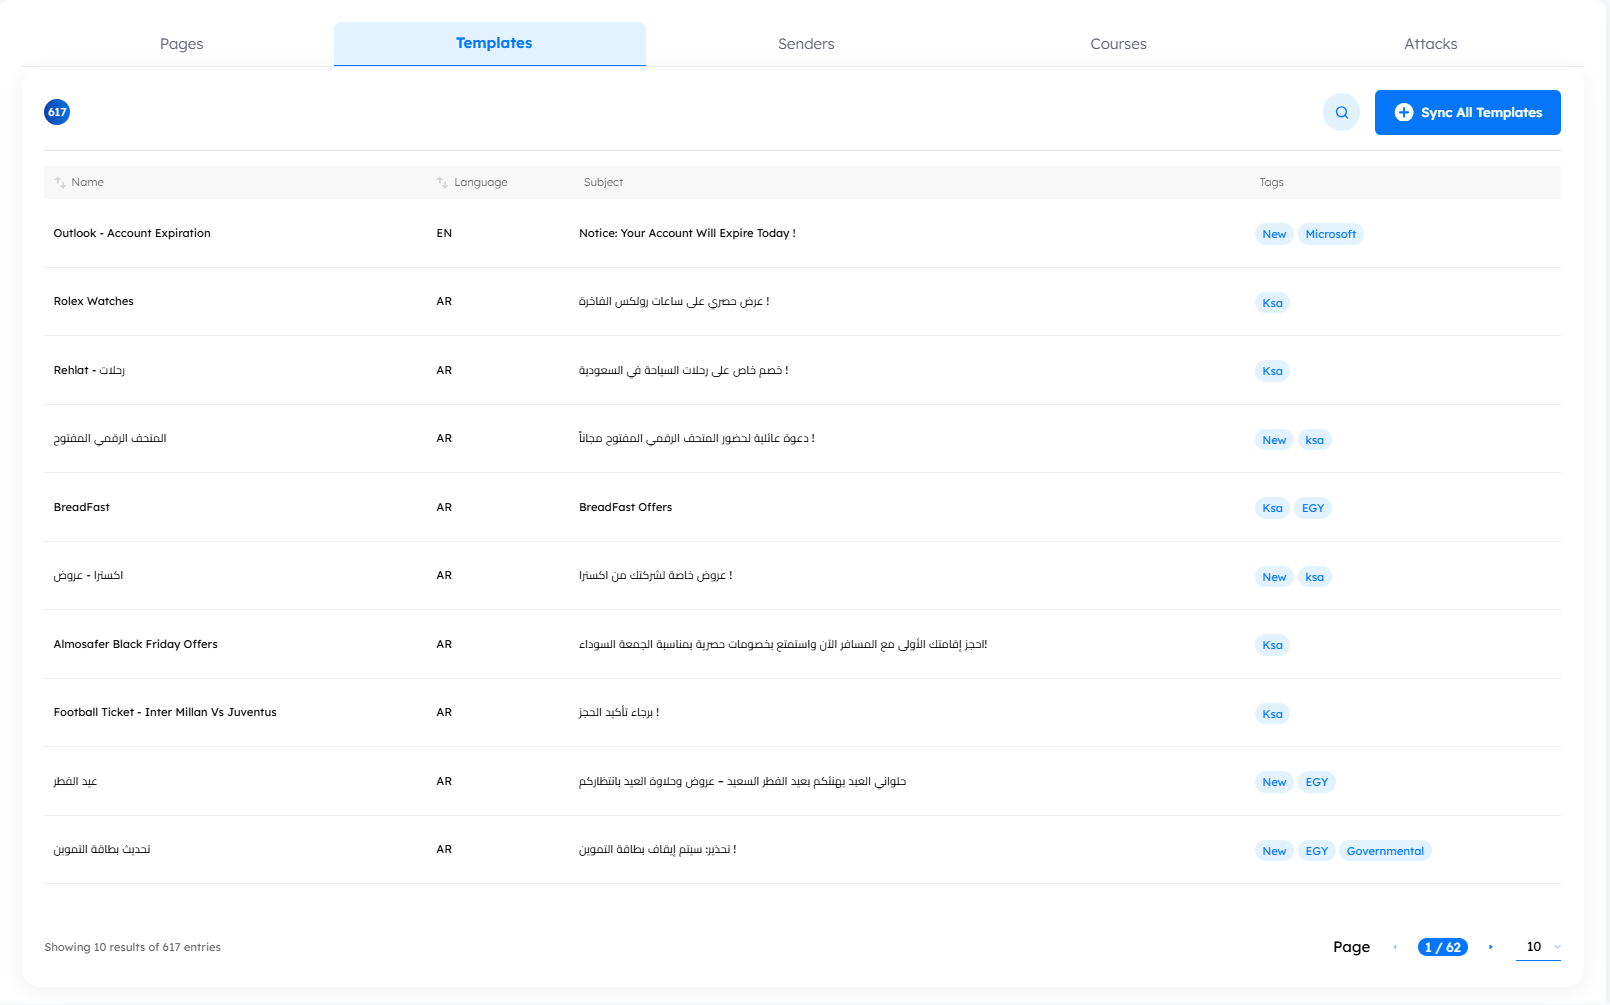 Pages Templates Senders Courses Attacks
617 Sync All Templates
Name Language Subject Tags
Outlook - Account Expiration EN Notice: Your Account Will Expire Today ! New Microsoft
Rolex Watches AR عرض حصري على ساعات رولكس الفاخرة ! Ksa
Rehlat - رحلات AR خصم خاص على رحلات السياحة في السعودية ! Ksa
المتحف الرقمي المفتوح AR دعوة عائلية لحضور المتحف الرقمي المفتوح مجاناً ! New ksa
BreadFast AR BreadFast Offers Ksa EGY
اكسترا - عروض AR عروض خاصة لشركتك من اكسترا ! New ksa
Almosafer Black Friday Offers AR احجز إقامتك الأولى مع المسافر الآن واستمتع بخصومات حصرية بمناسبة الجمعة السوداء! Ksa
Football Ticket - Inter Millan Vs Juventus AR برجاء تأكيد الحجز ! Ksa
عيد الفطر AR حلواني العبد يهنئكم بعيد الفطر السعيد – عروض وحلاوة العيد بانتظاركم New EGY
تحديث بطاقة التموين AR تحذير: سيتم إيقاف بطاقة التموين ! New EGY Governmental
Showing 10 results of 617 entries Page 1 / 62 10